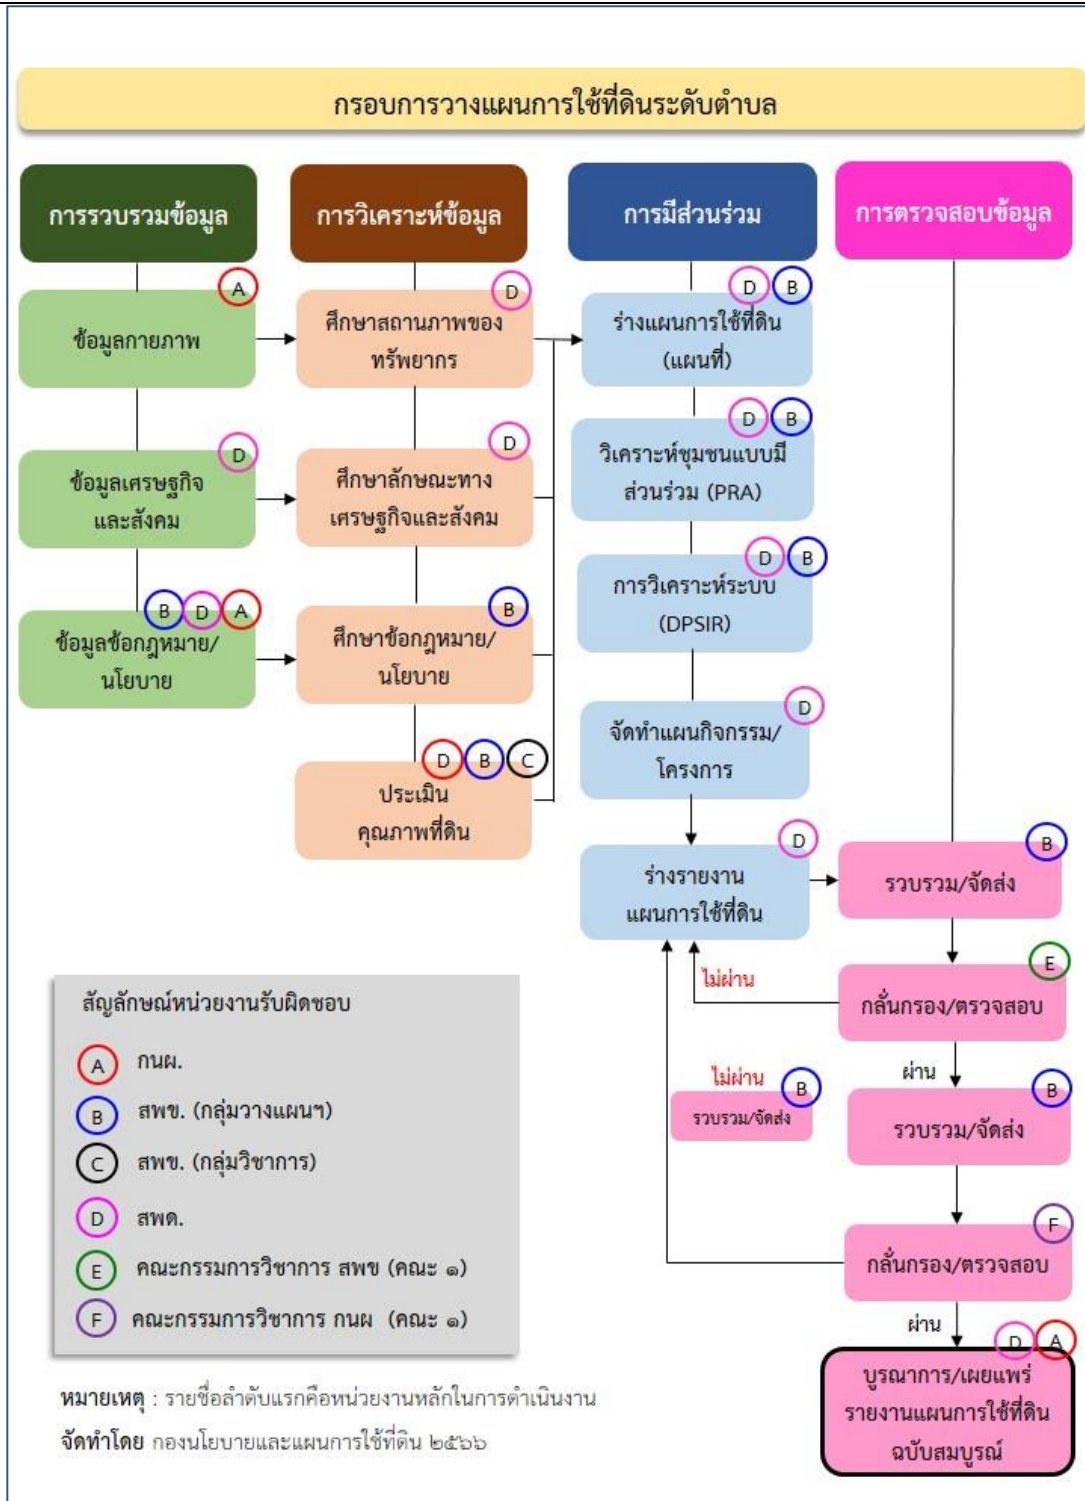 กรอบการวางแผนการใช้ที่ดินระดับตำบล
การรวบรวมข้อมูล
การวิเคราะห์ข้อมูล
การมีส่วนร่วม
การตรวจสอบข้อมูล
A
ข้อมูลกายภาพ
D
ข้อมูลเศรษฐกิจ
และสังคม
B D A
ข้อมูลข้อกฎหมาย/
นโยบาย
D
ศึกษาสถานภาพของ
ทรัพยากร
D
ศึกษาลักษณะทาง
เศรษฐกิจและสังคม
B
ศึกษาข้อกฎหมาย/
นโยบาย
D B C
ประเมิน
คุณภาพที่ดิน
D B
ร่างแผนการใช้ที่ดิน
(แผนที่)
D B
วิเคราะห์ชุมชนแบบมี
ส่วนร่วม (PRA)
D B
การวิเคราะห์ระบบ
(DPSIR)
D
จัดทำแผนกิจกรรม/
โครงการ
D
ร่างรายงาน
แผนการใช้ที่ดิน
B
รวบรวม/จัดส่ง
E
กลั่นกรอง/ตรวจสอบ
ไม่ผ่าน
ผ่าน
B
รวบรวม/จัดส่ง
ไม่ผ่าน
B
รวบรวม/จัดส่ง
F
กลั่นกรอง/ตรวจสอบ
ผ่าน
D A
บูรณาการ/เผยแพร่
รายงานแผนการใช้ที่ดิน
ฉบับสมบูรณ์
สัญลักษณ์หน่วยงานรับผิดชอบ
A กนผ.
B สพข. (กลุ่มวางแผนฯ)
C สพข. (กลุ่มวิชาการ)
D สพด.
E คณะกรรมการวิชาการ สพข (คณะ ๑)
F คณะกรรมการวิชาการ กนผ (คณะ ๑)
หมายเหตุ : รายชื่อลำดับแรกคือหน่วยงานหลักในการดำเนินงาน
จัดทำโดย กองนโยบายและแผนการใช้ที่ดิน ๒๕๖๖